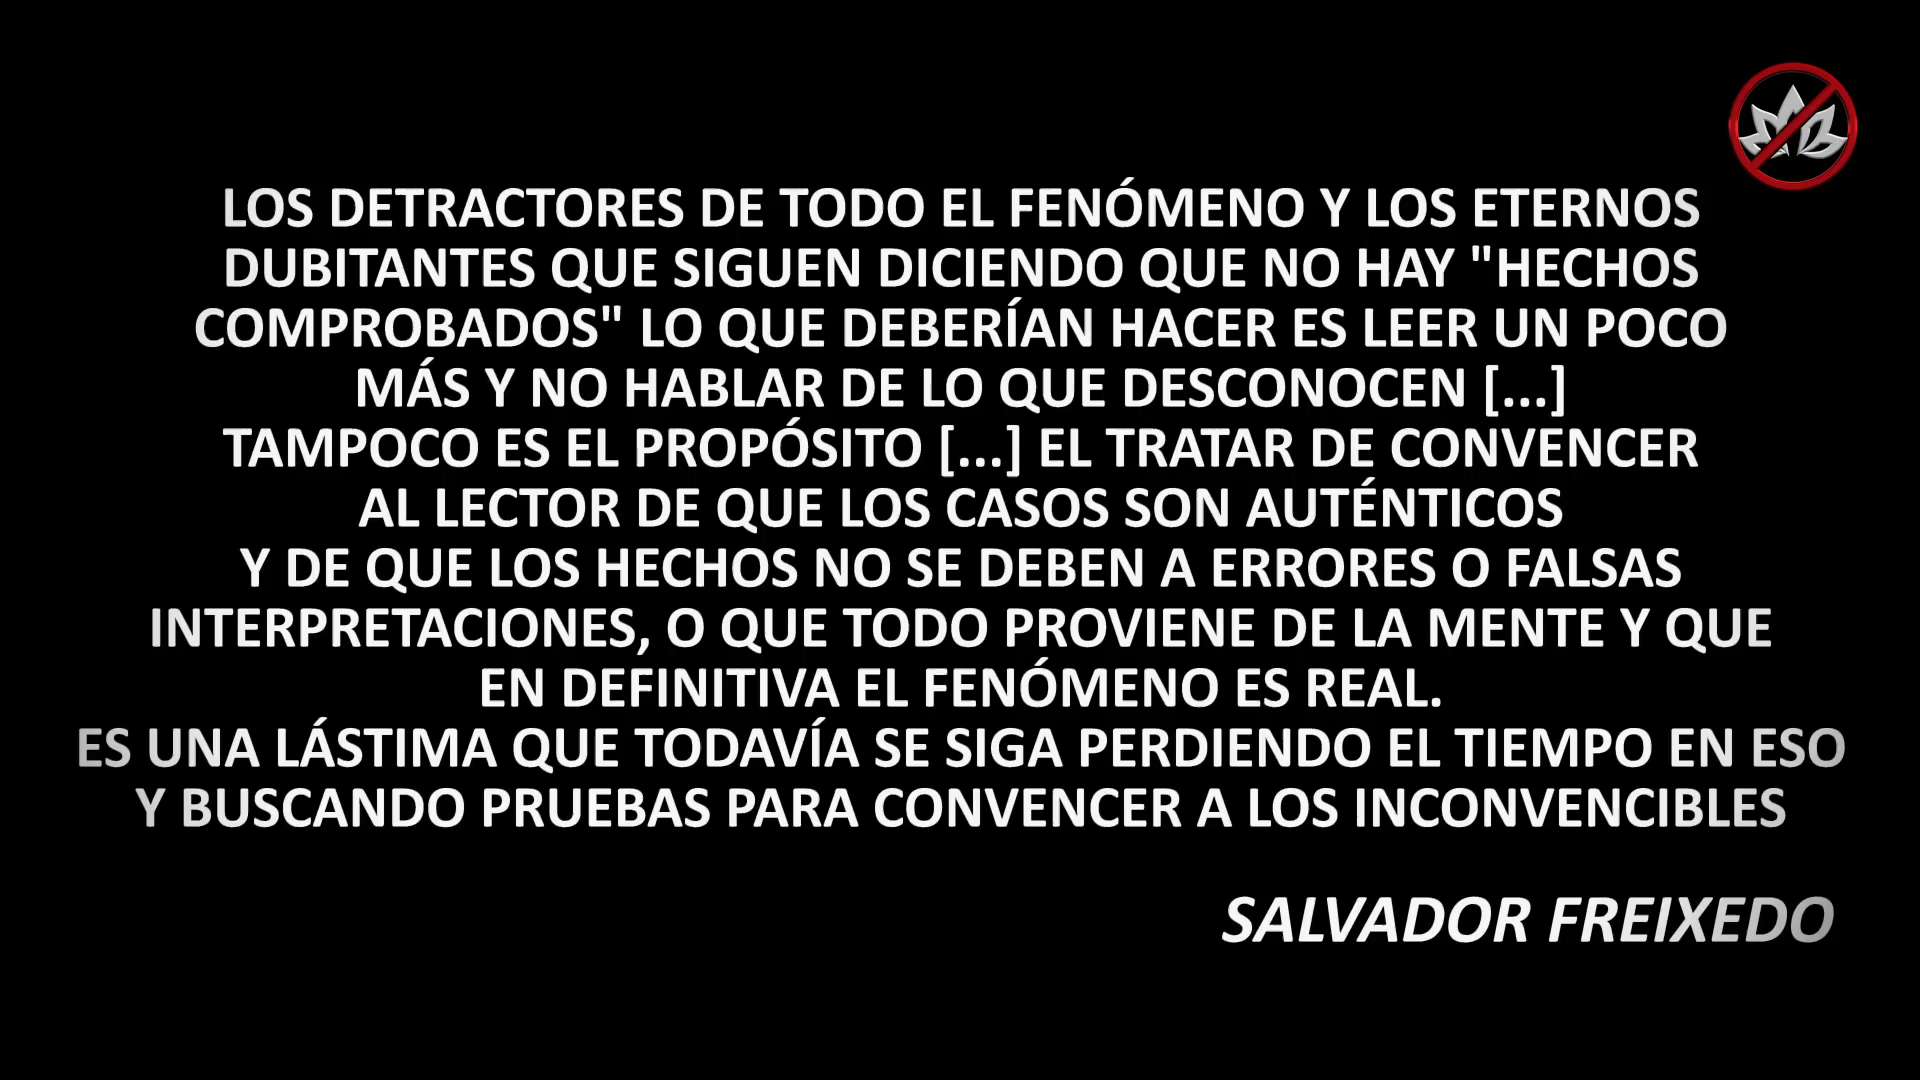 LOS DETRACTORES DE TODO EL FENÓMENO Y LOS ETERNOS
DUBITANTES QUE SIGUEN DICIENDO QUE NO HAY "HECHOS
COMPROBADOS" LO QUE DEBERÍAN HACER ES LEER UN POCO
MÁS Y NO HABLAR DE LO QUE DESCONOCEN [...]
TAMPOCO ES EL PROPÓSITO [...] EL TRATAR DE CONVENCER
AL LECTOR DE QUE LOS CASOS SON AUTÉNTICOS
Y DE QUE LOS HECHOS NO SE DEBEN A ERRORES O FALSAS
INTERPRETACIONES, O QUE TODO PROVIENE DE LA MENTE Y QUE
EN DEFINITIVA EL FENÓMENO ES REAL.
ES UNA LÁSTIMA QUE TODAVÍA SE SIGA PERDIENDO EL TIEMPO EN ESO
Y BUSCANDO PRUEBAS PARA CONVENCER A LOS INCONVENCIBLES
SALVADOR FREIXEDO